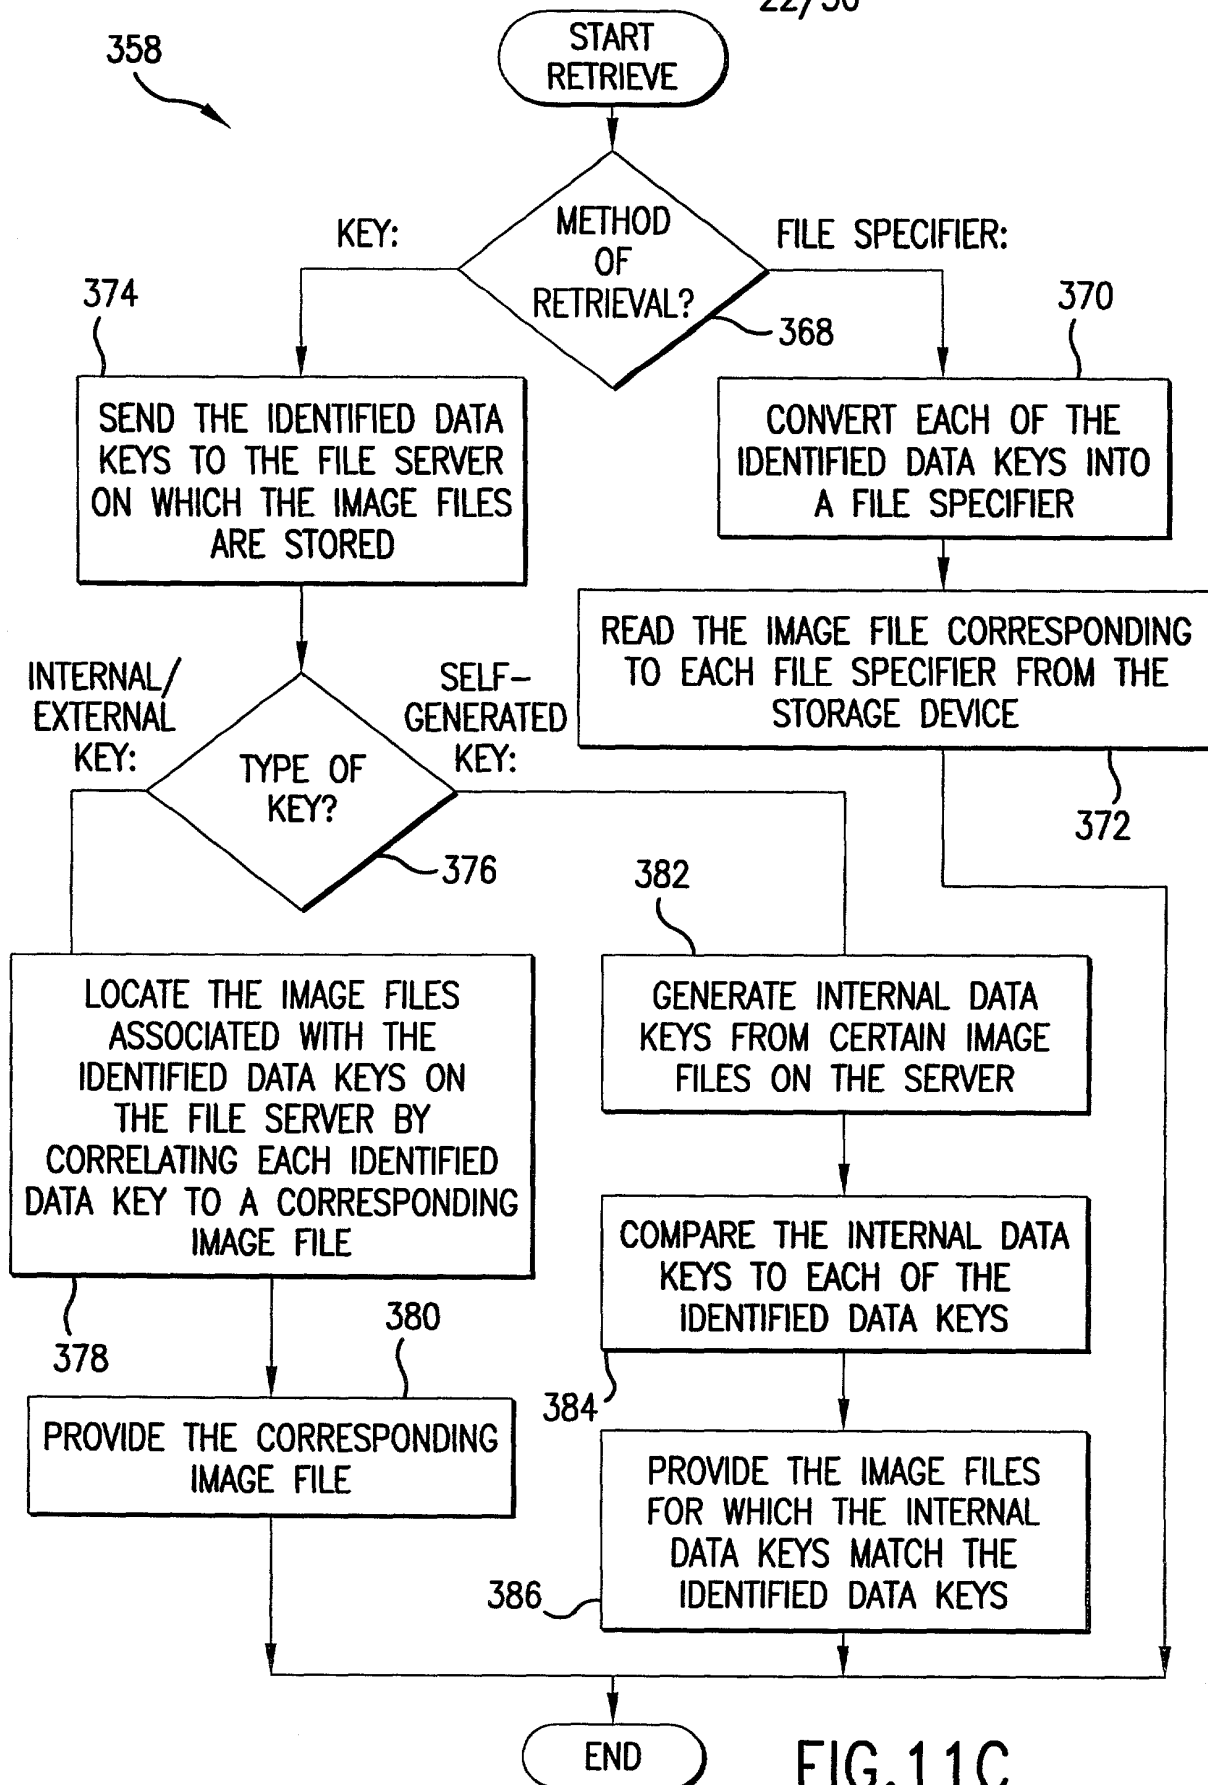 22/36
358
START
RETRIEVE
METHOD
OF
RETRIEVAL?
KEY:
FILE SPECIFIER:
368
374
370
SEND THE IDENTIFIED DATA
KEYS TO THE FILE SERVER
ON WHICH THE IMAGE FILES
ARE STORED
CONVERT EACH OF THE
IDENTIFIED DATA KEYS INTO
A FILE SPECIFIER
READ THE IMAGE FILE CORRESPONDING
TO EACH FILE SPECIFIER FROM THE
STORAGE DEVICE
372
INTERNAL/
EXTERNAL
KEY:
SELF-
GENERATED
KEY:
TYPE OF
KEY?
376
382
LOCATE THE IMAGE FILES
ASSOCIATED WITH THE
IDENTIFIED DATA KEYS ON
THE FILE SERVER BY
CORRELATING EACH IDENTIFIED
DATA KEY TO A CORRESPONDING
IMAGE FILE
378
GENERATE INTERNAL DATA
KEYS FROM CERTAIN IMAGE
FILES ON THE SERVER
COMPARE THE INTERNAL DATA
KEYS TO EACH OF THE
IDENTIFIED DATA KEYS
384
380
PROVIDE THE CORRESPONDING
IMAGE FILE
PROVIDE THE IMAGE FILES
FOR WHICH THE INTERNAL
DATA KEYS MATCH THE
IDENTIFIED DATA KEYS
386
END
FIG.11C